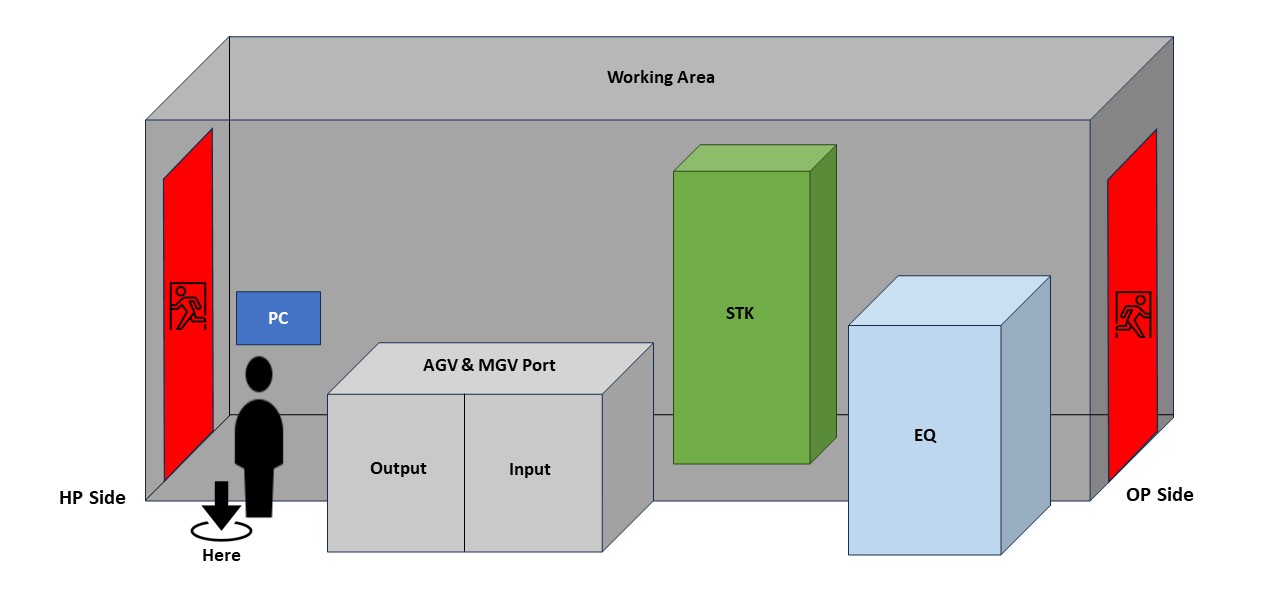 Working Area
STK
PC
AGV & MGV Port
EQ
Output
Input
HP Side
OP Side
Here